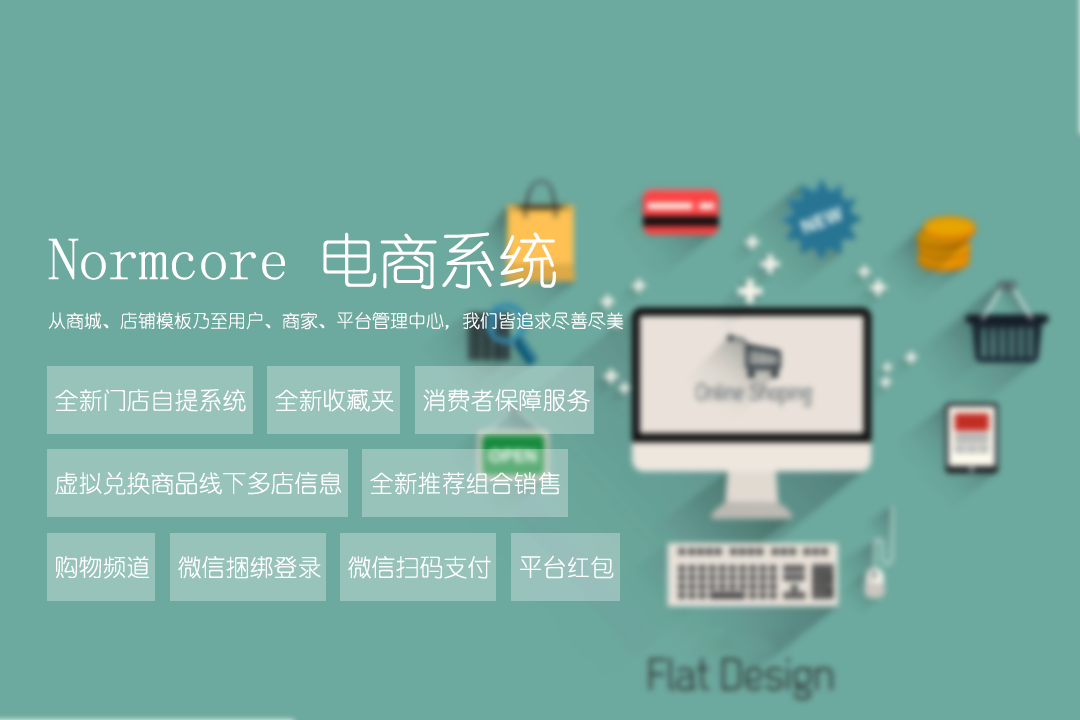 Normcore 电商系统
从商城、店铺模板乃至用户、商家、平台管理中心，我们皆追求尽善尽美
全新门店自提系统 全新收藏夹 消费者保障服务
虚拟兑换商品线下多店信息 全新推荐组合销售
购物频道 微信捆绑登录 微信扫码支付 平台红包
NEW
Online Shoping
OPEN
Flat Design